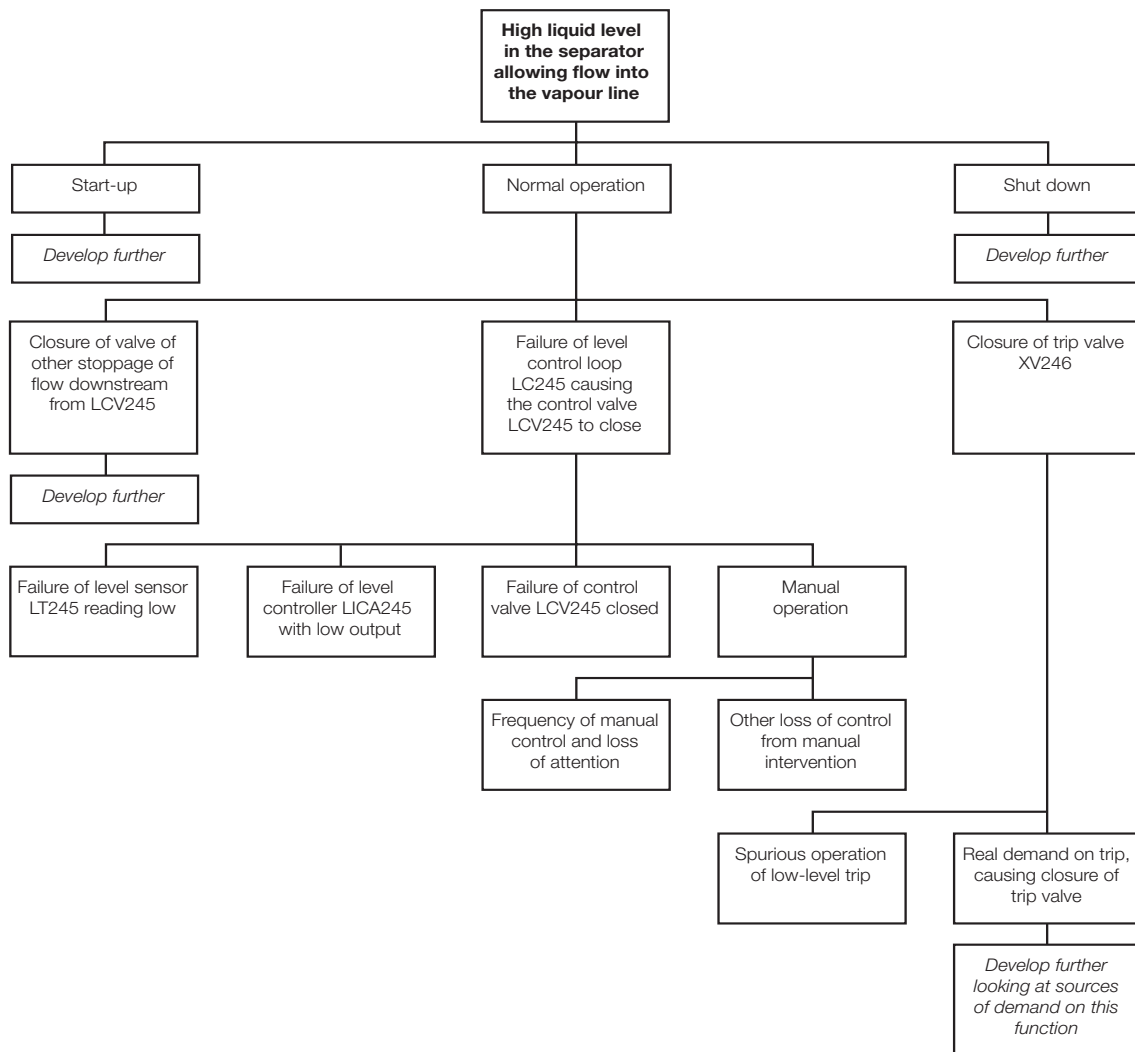 High liquid level
in the separator
allowing flow into
the vapour line
Start-up
Normal operation
Shut down
Develop further
Develop further
Closure of valve of
other stoppage of
flow downstream
from LCV245
Failure of level
control loop
LC245 causing
the control valve
LCV245 to close
Closure of trip valve
XV246
Develop further
Failure of level sensor
LT245 reading low
Failure of level
controller LICA245
with low output
Failure of control
valve LCV245 closed
Manual
operation
Frequency of manual
control and loss
of attention
Other loss of control
from manual
intervention
Spurious operation
of low-level trip
Real demand on trip,
causing closure of
trip valve
Develop further
looking at sources
of demand on this
function